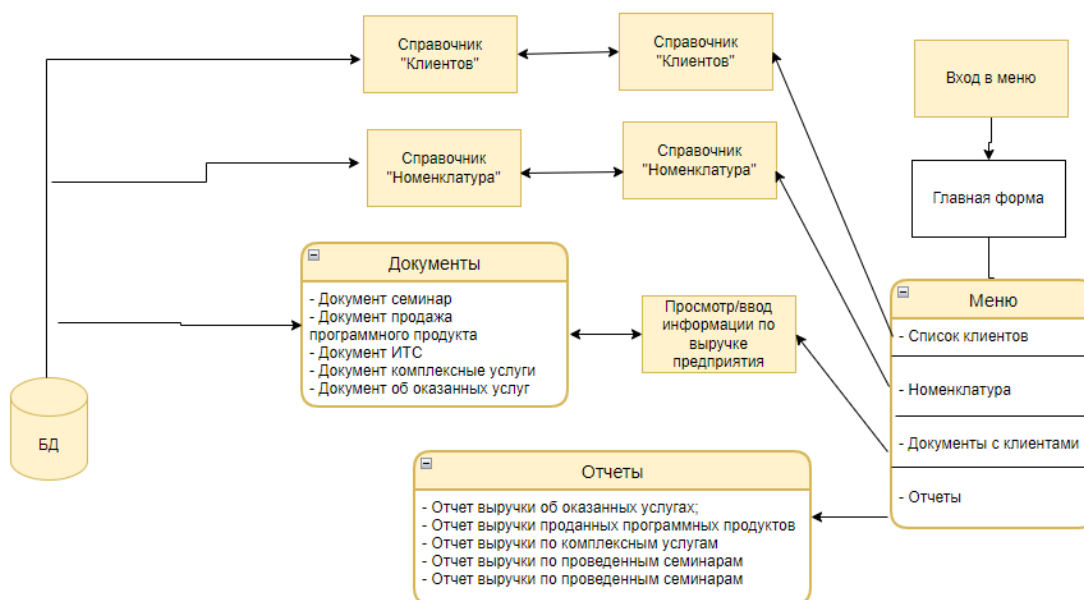 Справочник
"Клиентов"
Справочник
"Клиентов"
Вход в меню
Справочник
"Номенклатура"
Справочник
"Номенклатура"
Главная форма
Документы
- Документ семинар
- Документ продажа
программного продукта
- Документ ИТС
- Документ комплексные услуги
- Документ об оказанных услуг
Просмотр/ввод
информации по
выручке
предприятия
Меню
- Список клиентов
- Номенклатура
- Документы с клиентами
- Отчеты
БД
Отчеты
- Отчет выручки об оказанных услугах;
- Отчет выручки проданных программных продуктов
- Отчет выручки по комплексным услугам
- Отчет выручки по проведенным семинарам
- Отчет выручки по проведенным семинарам